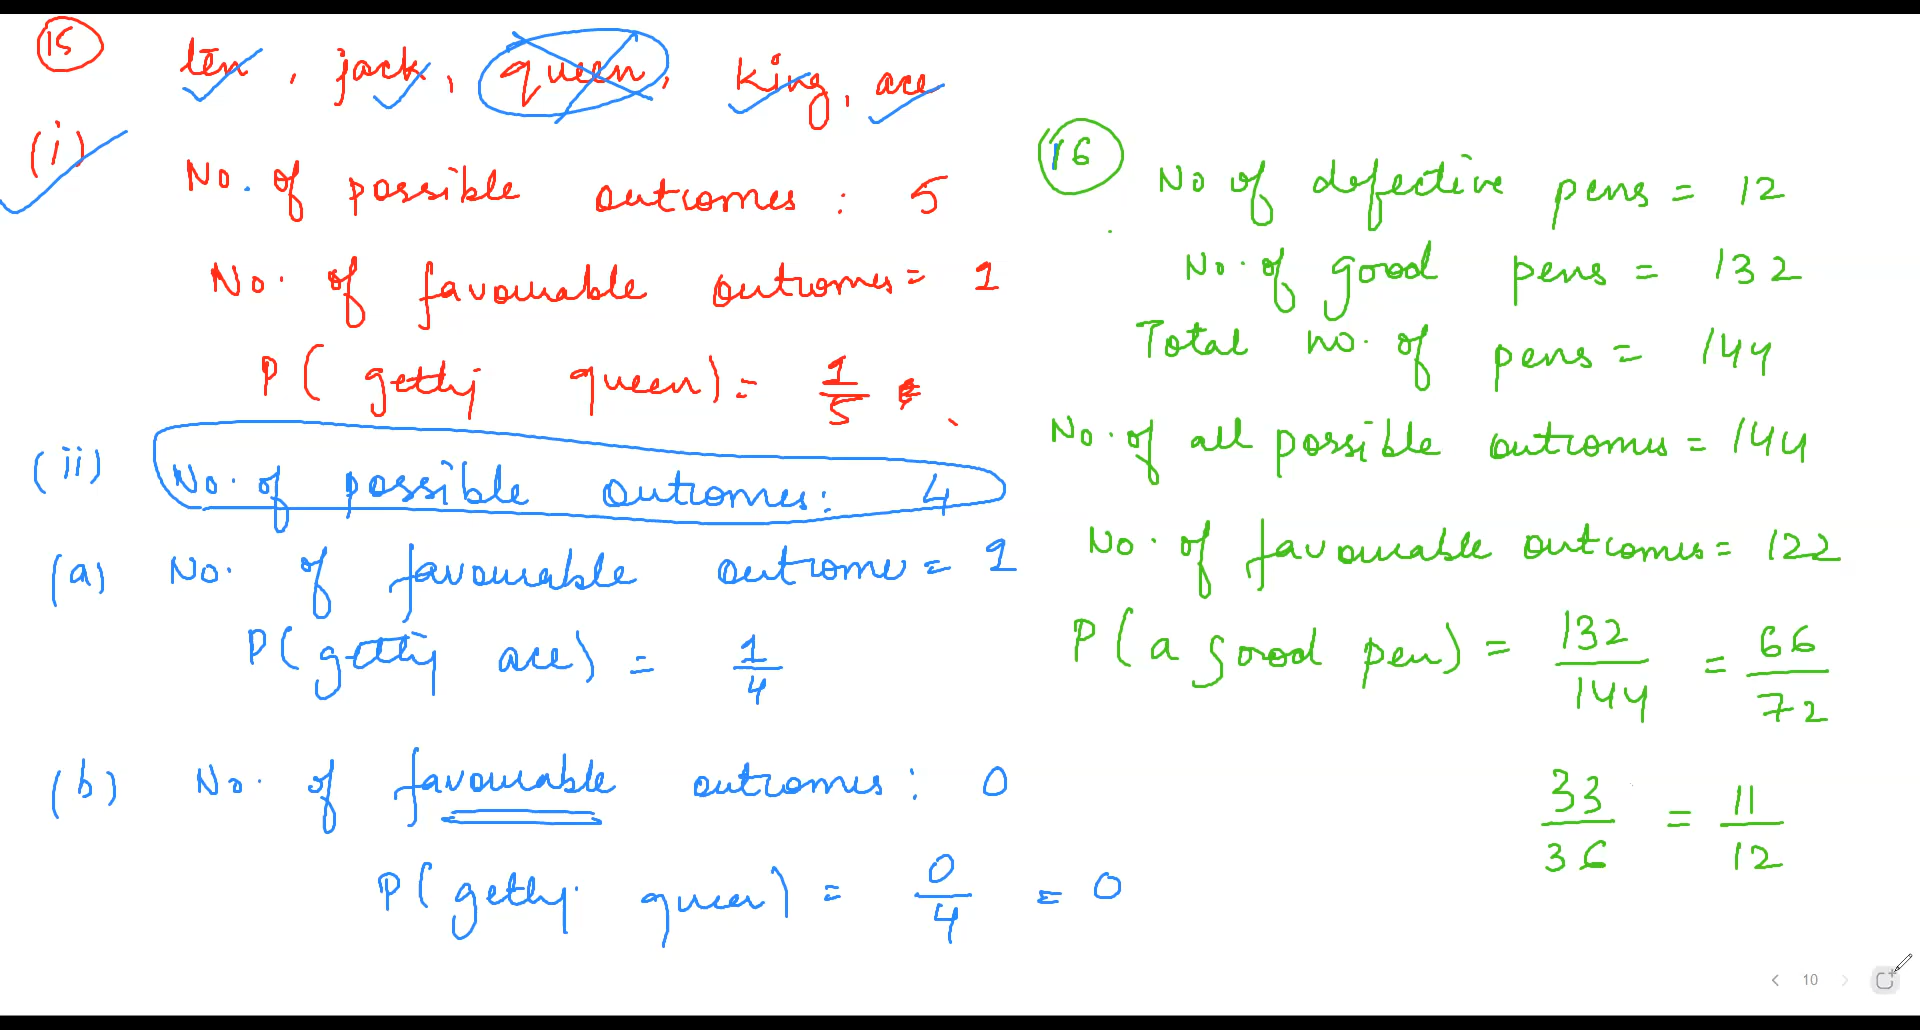 15
ten, jack, queen, king, ace
(i)
No. of possible outcomes : 5
No. of favourable outcomes = 1
P( getting queen) = 1/5
(ii) No. of possible outcomes: 4
(a) No. of favourable outcome = 1
P( getting ace) = 1/4
(b) No. of favourable outcomes: 0
P( getting queen) = 0/4 = 0
16
No of defective pens = 12
No. of good pens = 132
Total no. of pens = 144
No. of all possible outcomes = 144
No. of favourable outcomes = 122
P( a good pen) = 132/144 = 66/72
33/36 = 11/12
10